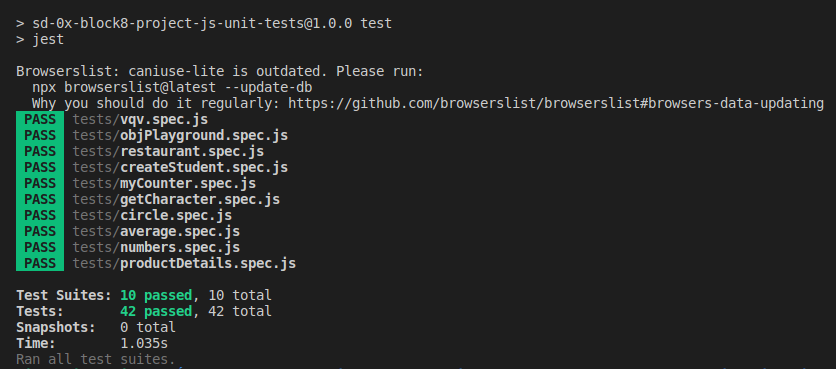 > sd-0x-block8-project-js-unit-tests@1.0.0 test
> jest
Browserslist: caniuse-lite is outdated. Please run:
npx browserslist@latest --update-db
Why you should do it regularly: https://github.com/browserslist/browserslist#browsers-data-updating
PASS tests/vqv.spec.js
PASS tests/objPlayground.spec.js
PASS tests/restaurant.spec.js
PASS tests/createStudent.spec.js
PASS tests/myCounter.spec.js
PASS tests/getCharacter.spec.js
PASS tests/circle.spec.js
PASS tests/average.spec.js
PASS tests/numbers.spec.js
PASS tests/productDetails.spec.js
Test Suites: 10 passed, 10 total
Tests: 42 passed, 42 total
Snapshots: 0 total
Time: 1.035s
Ran all test suites.